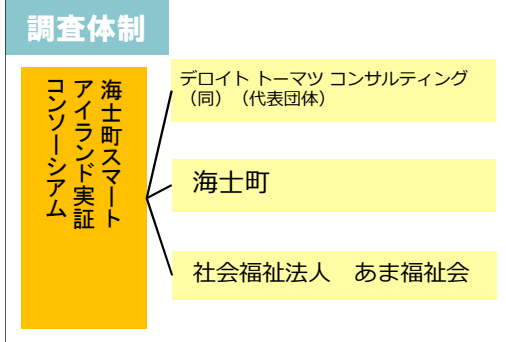 調査体制
海士町スマート
アイランド実証
コンソーシアム
デロイト トーマツ コンサルティング
（同）（代表団体）
海士町
社会福祉法人　あま福祉会